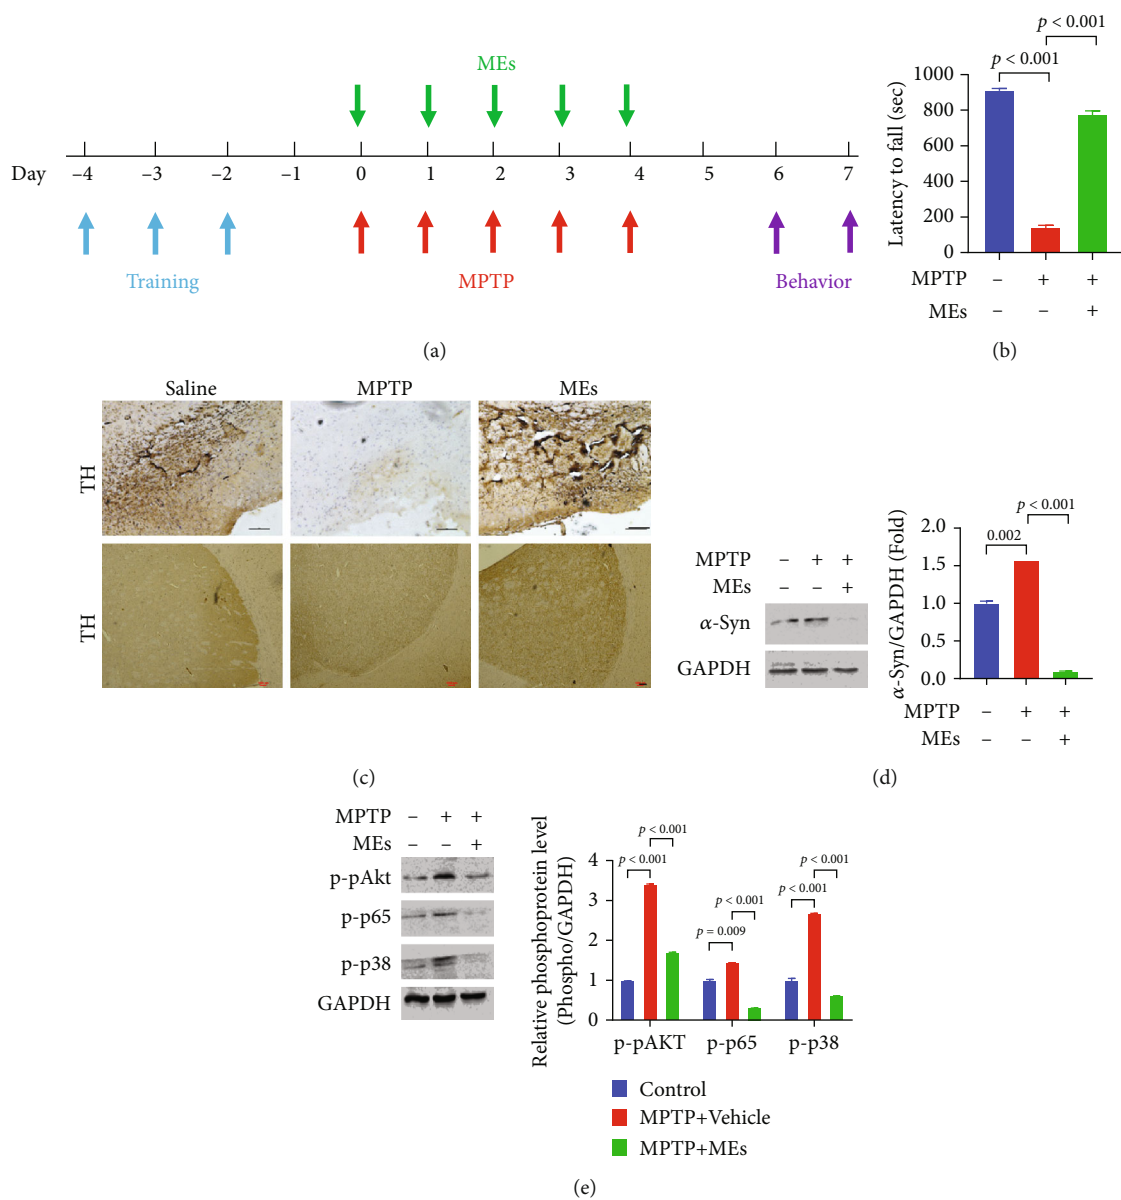 MEs
Day –4 –3 –2 –1 0 1 2 3 4 5 6 7
Training MPTP Behavior
(a)
p < 0.001
p < 0.001
Latency to fall (sec)
1000
800
600
400
200
0
MPTP – + +
MEs – – +
(b)
Saline MPTP MEs
TH
TH
(c)
MPTP – + +
MEs – – +
α-Syn
GAPDH
α-Syn/GAPDH (Fold)
p < 0.001
0.002
2.0
1.5
1.0
0.5
0.0
MPTP – + +
MEs – – +
(d)
MPTP – + +
MEs – – +
p-pAkt
p-p65
p-p38
GAPDH
Relative phosphoprotein level
(Phospho/GAPDH)
4
3
2
1
0
p < 0.001
p < 0.001
p < 0.001
p = 0.009
p < 0.001
p < 0.001
p-pAKT p-p65 p-p38
Control
MPTP+Vehicle
MPTP+MEs
(e)